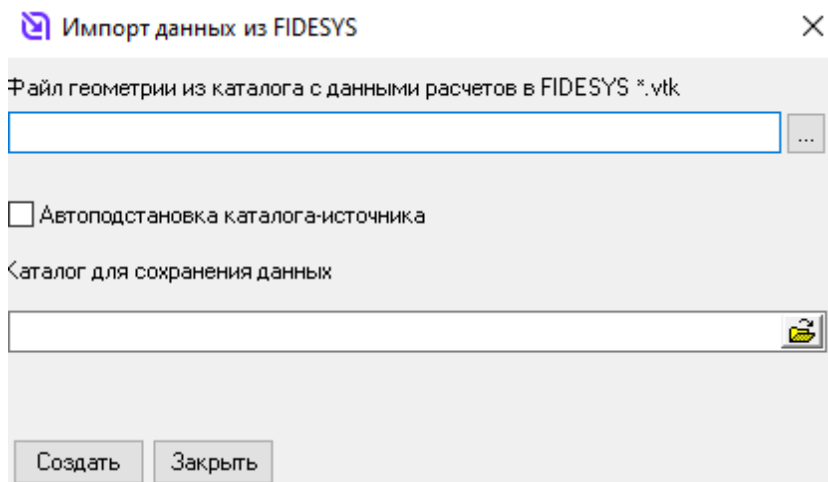 Импорт данных из FIDESYS
Файл геометрии из каталога с данными расчетов в FIDESYS *.vtk
...
Автоподстановка каталога-источника
Каталог для сохранения данных
Создать Закрыть